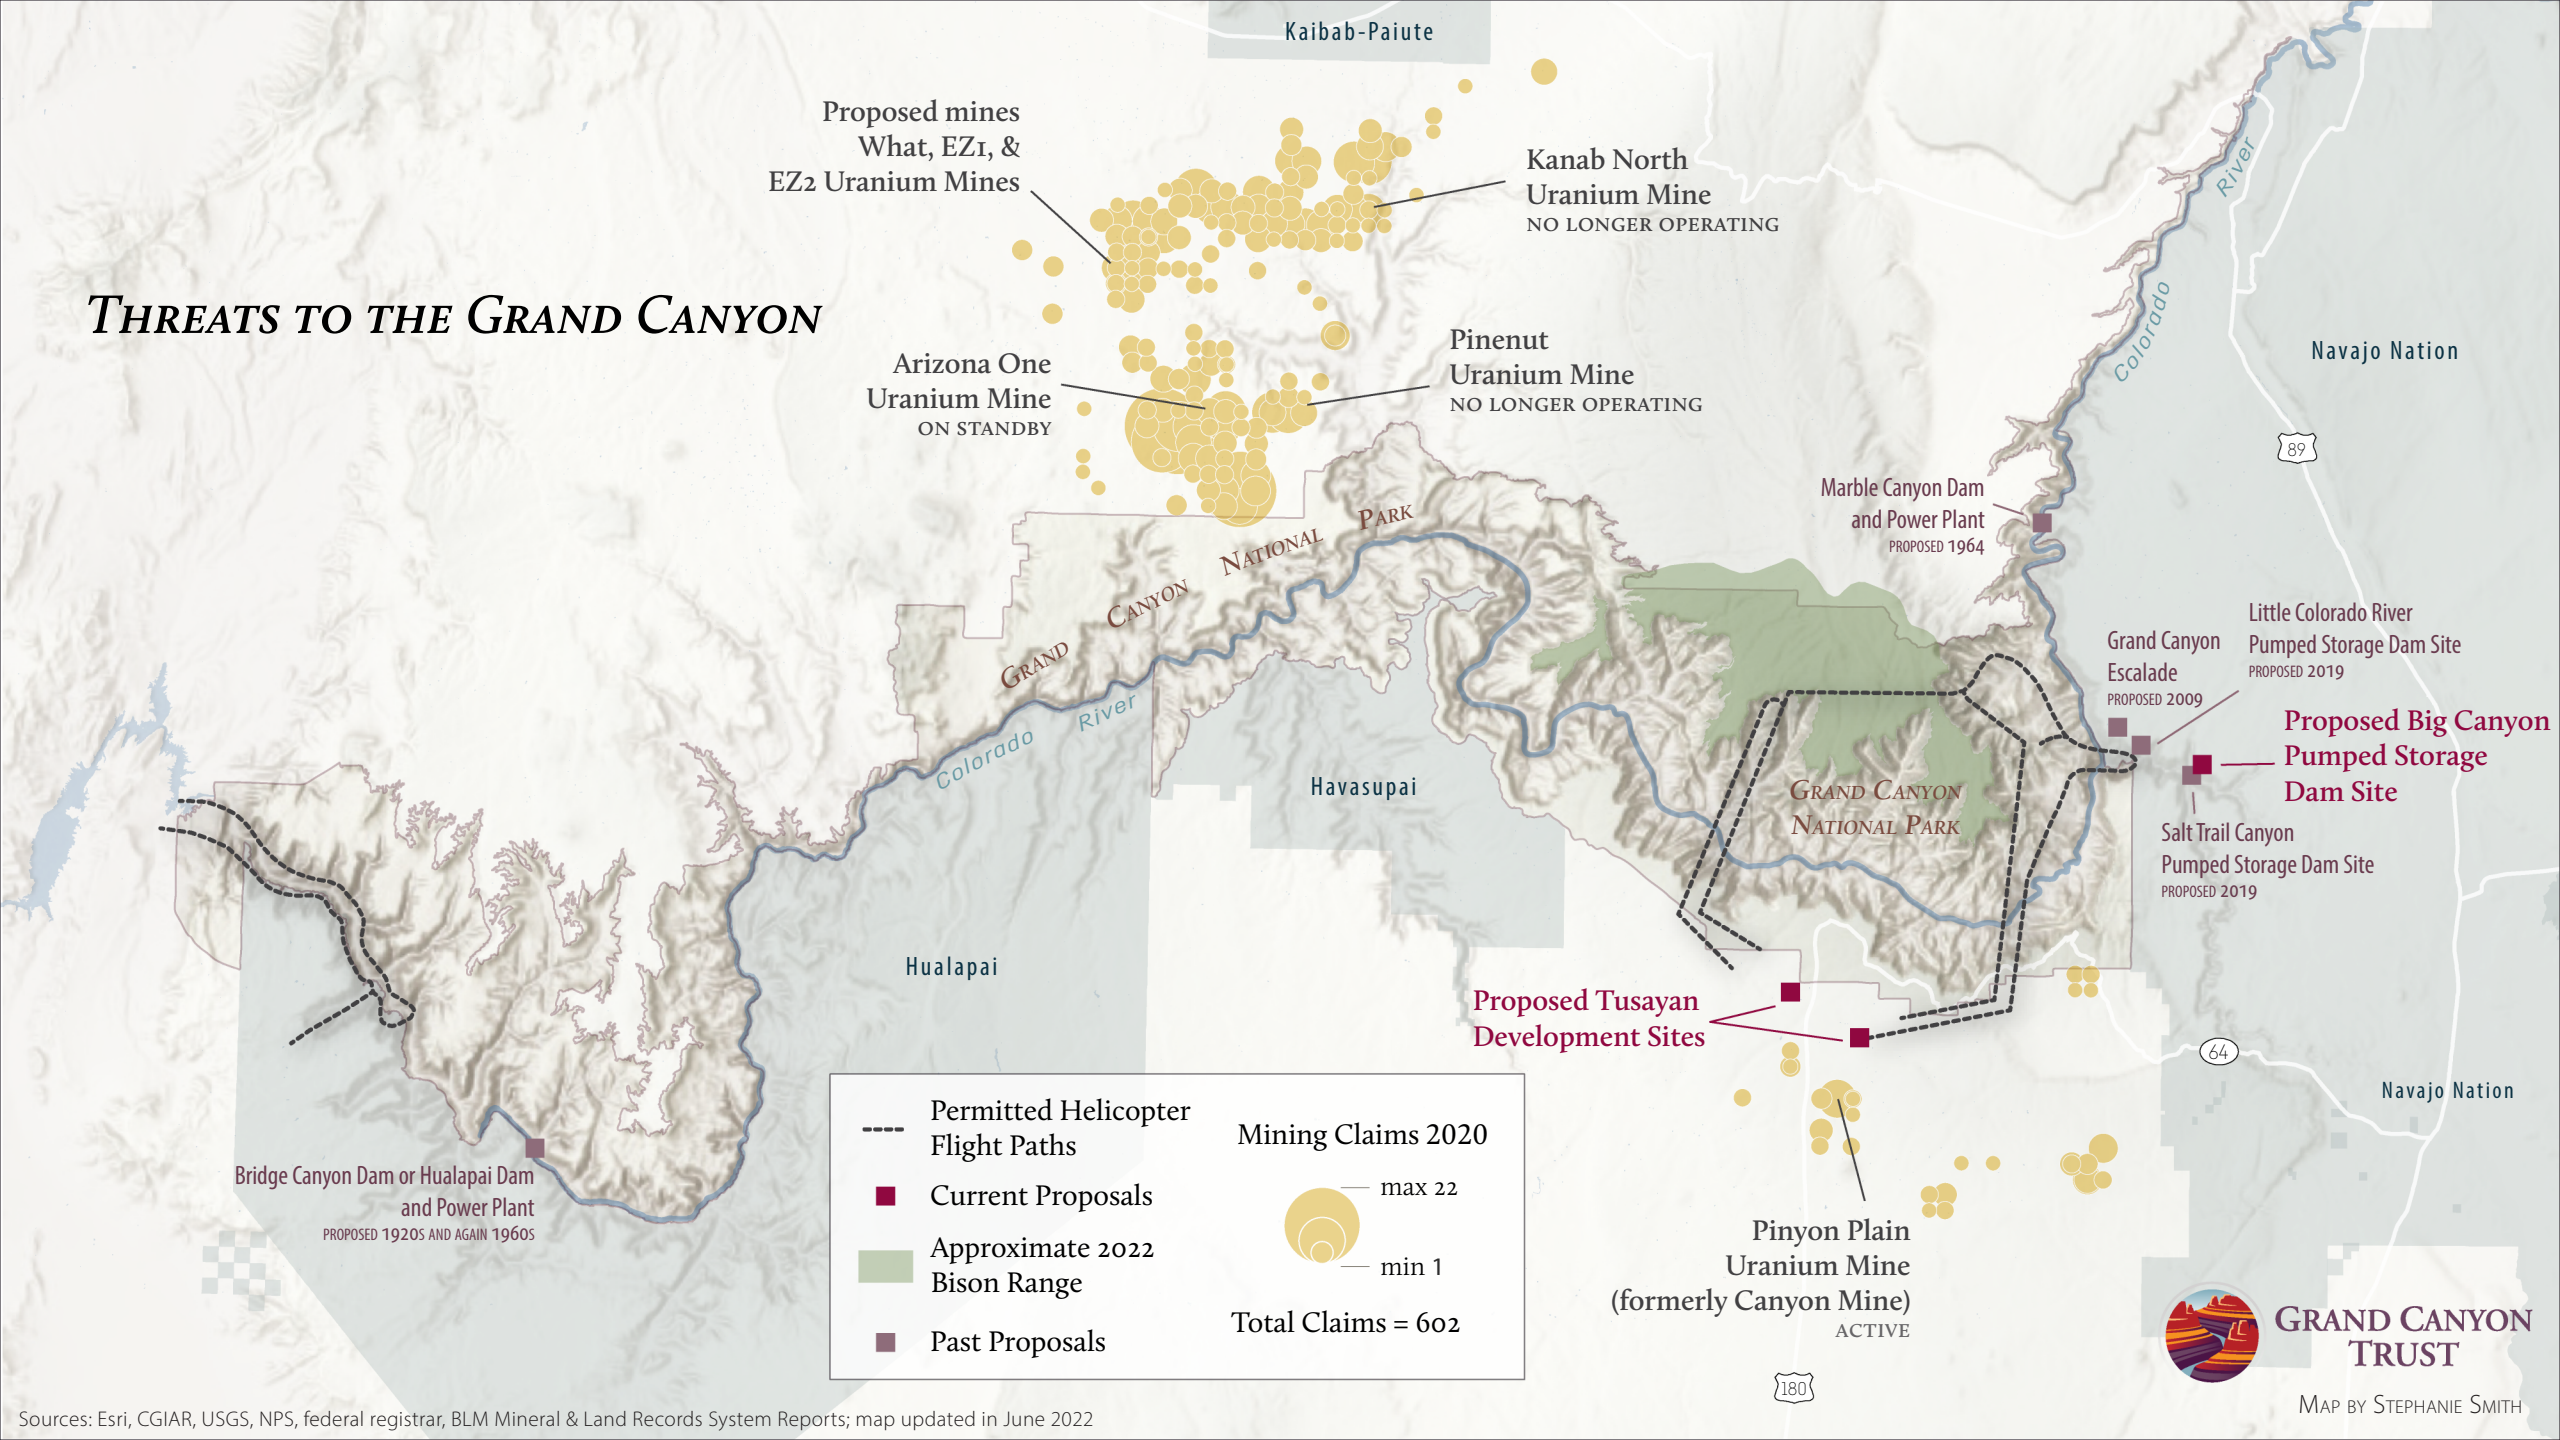 Kaibab-Paiute
Proposed mines
What, EZ1, &
EZ2 Uranium Mines
Kanab North
Uranium Mine
NO LONGER OPERATING
River
Colorado
THREATS TO THE GRAND CANYON
Arizona One
Uranium Mine
ON STANDBY
Pinenut
Uranium Mine
NO LONGER OPERATING
Navajo Nation
89
Marble Canyon Dam
and Power Plant
PROPOSED 1964
GRAND CANYON NATIONAL PARK
Colorado River
Grand Canyon
Escalade
PROPOSED 2009
Little Colorado River
Pumped Storage Dam Site
PROPOSED 2019
Proposed Big Canyon
Pumped Storage
Dam Site
Salt Trail Canyon
Pumped Storage Dam Site
PROPOSED 2019
Havasupai
GRAND CANYON
NATIONAL PARK
Hualapai
Proposed Tusayan
Development Sites
64
Navajo Nation
Bridge Canyon Dam or Hualapai Dam
and Power Plant
PROPOSED 1920S AND AGAIN 1960S
Permitted Helicopter
Flight Paths
Current Proposals
Approximate 2022
Bison Range
Past Proposals
Mining Claims 2020
max 22
min 1
Total Claims = 602
Pinyon Plain
Uranium Mine
(formerly Canyon Mine)
ACTIVE
180
GRAND CANYON
TRUST
MAP BY STEPHANIE SMITH
Sources: Esri, CGIAR, USGS, NPS, federal registrar, BLM Mineral & Land Records System Reports; map updated in June 2022